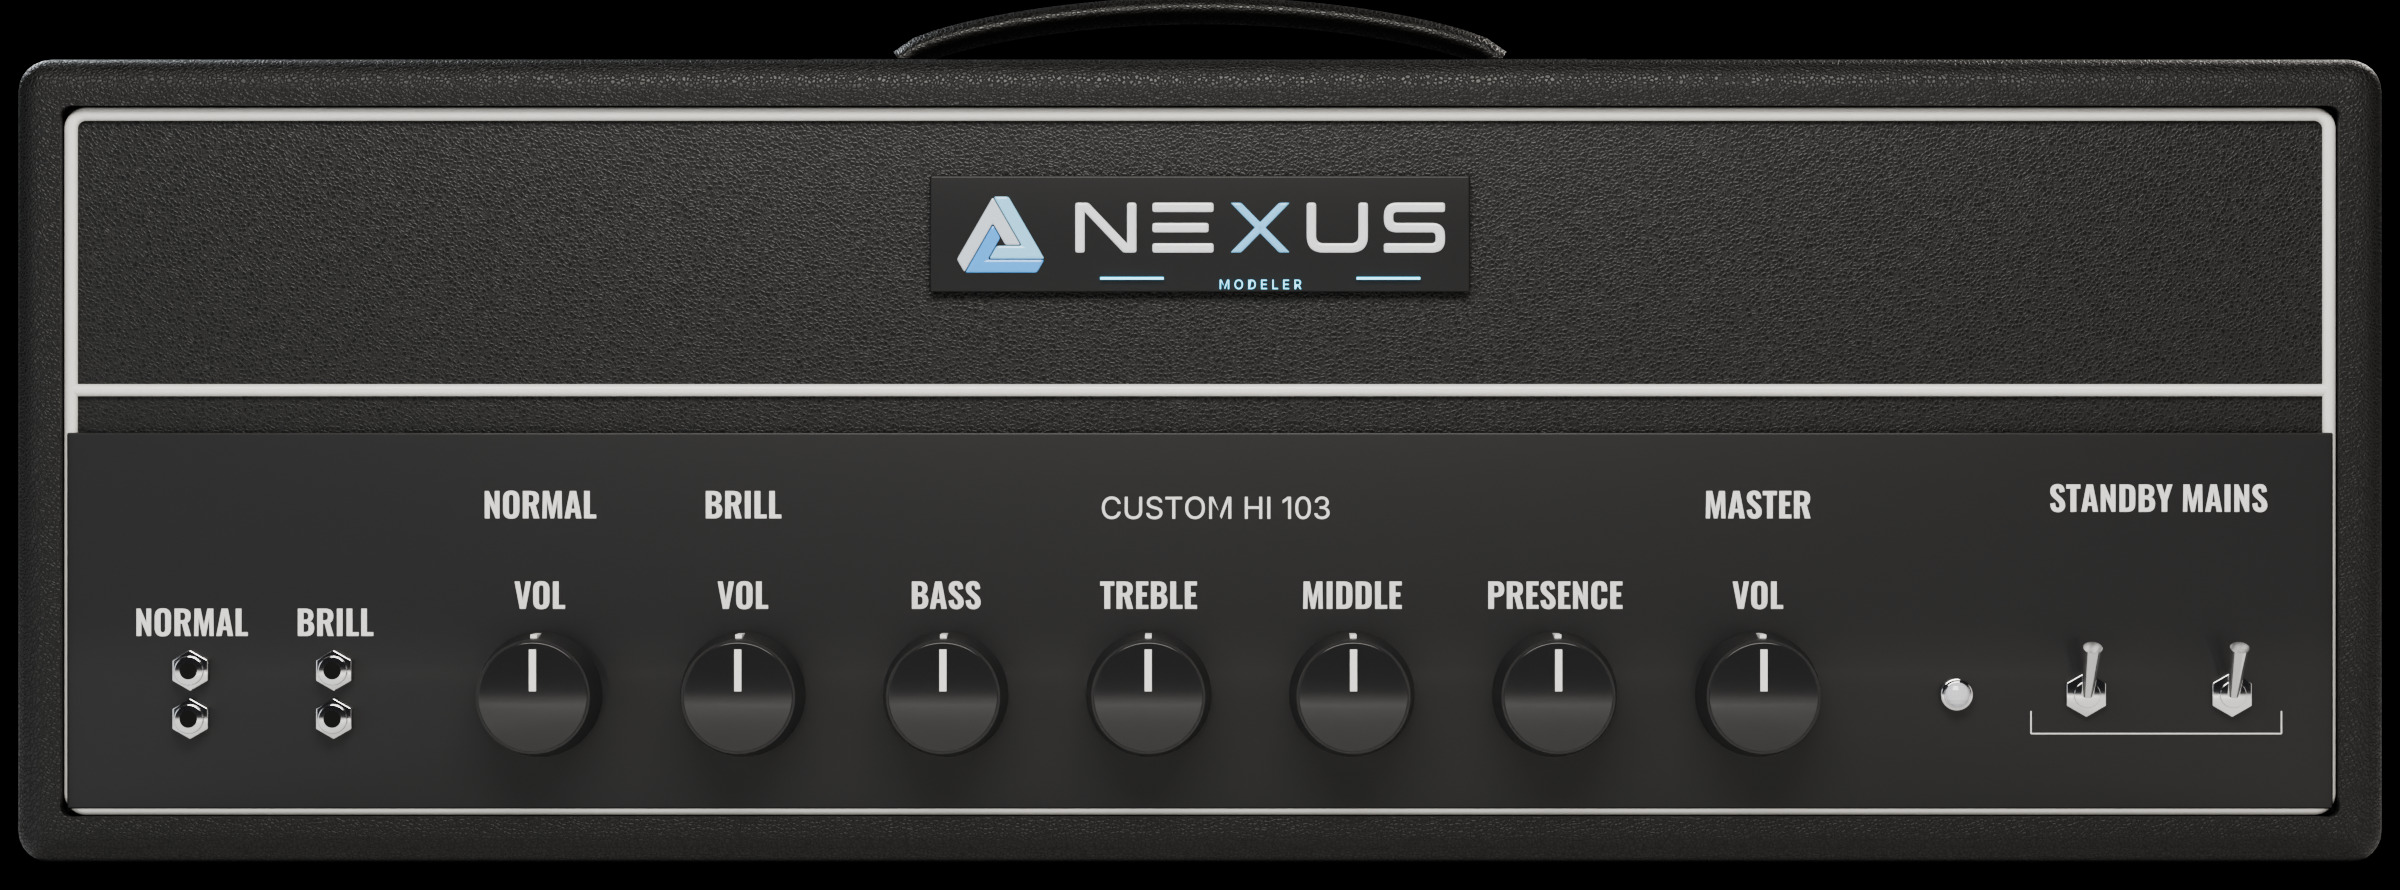 NEXUS
MODELER
NORMAL BRILL CUSTOM HI 103 MASTER STANDBY MAINS
VOL VOL BASS TREBLE MIDDLE PRESENCE VOL
NORMAL BRILL